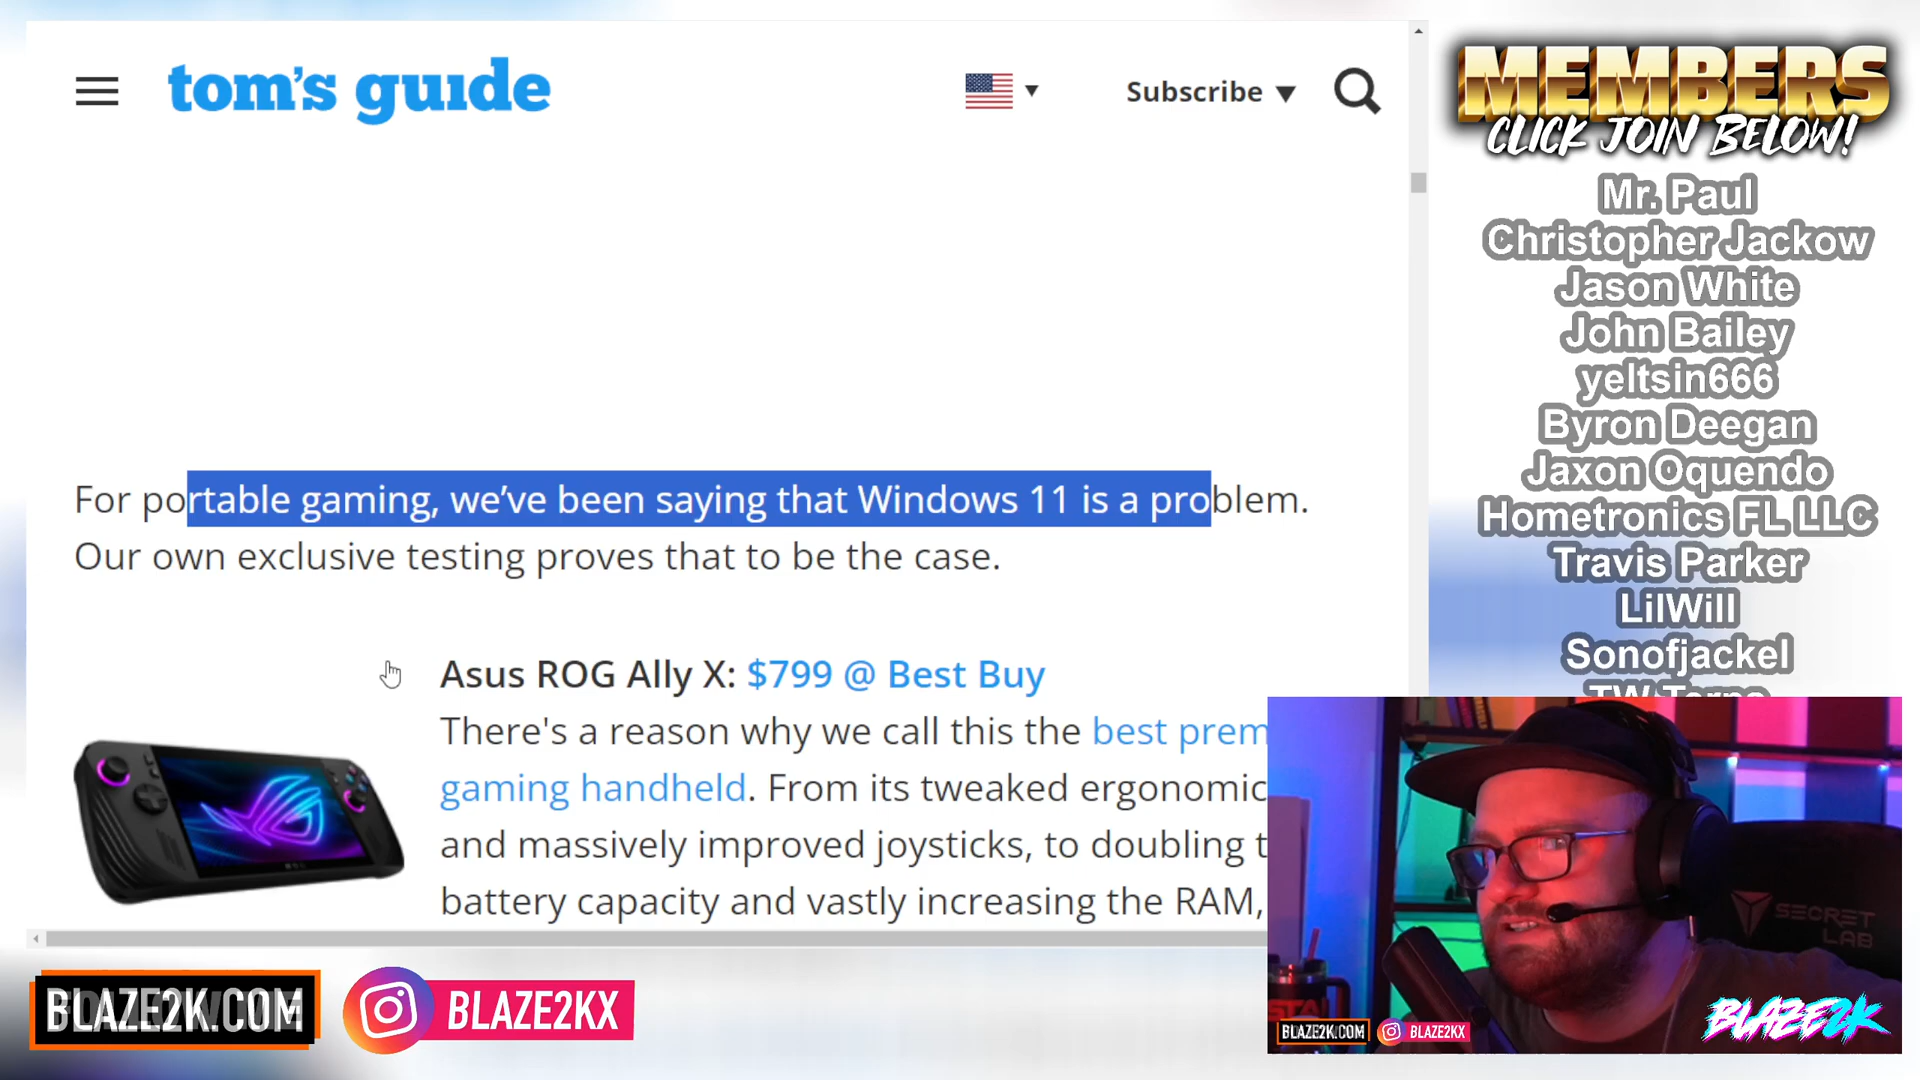 tom's guide
Subscribe
For portable gaming, we've been saying that Windows 11 is a problem.
Our own exclusive testing proves that to be the case.
Asus ROG Ally X: $799 @ Best Buy
There's a reason why we call this the best prem
gaming handheld. From its tweaked ergonomic
and massively improved joysticks, to doubling t
battery capacity and vastly increasing the RAM,
MEMBERS
CLICK JOIN BELOW!
Mr. Paul
Christopher Jackow
Jason White
John Bailey
yeltsin666
Byron Deegan
Jaxon Oquendo
Hometronics FL LLC
Travis Parker
LilWill
Sonofjackel
SECRET
LAB
BLAZE2K.COM
BLAZE2KX
BLAZE2K
BLAZE2K.COM
BLAZE2KX